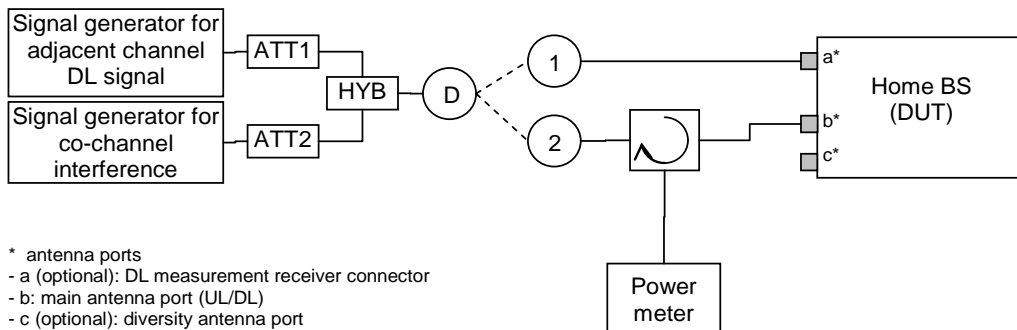 Signal generator for
adjacent channel
DL signal
ATT1
Signal generator for
co-channel
interference
ATT2
HYB
D
1
2
a*
b*
c*
Home BS
(DUT)
Power
meter
* antenna ports
- a (optional): DL measurement receiver connector
- b: main antenna port (UL/DL)
- c (optional): diversity antenna port